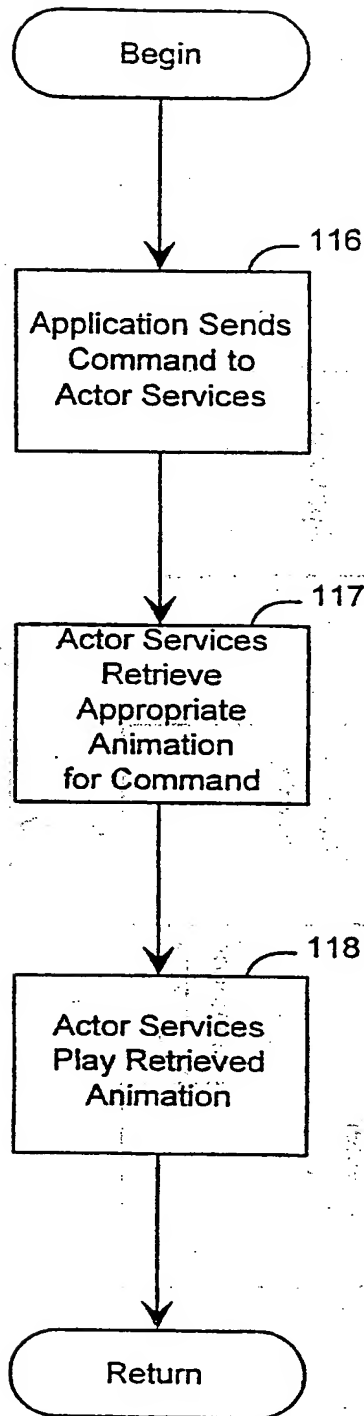 Begin
116
Application Sends
Command to
Actor Services
117
Actor Services
Retrieve
Appropriate
Animation
for Command
118
Actor Services
Play Retrieved
Animation
Return